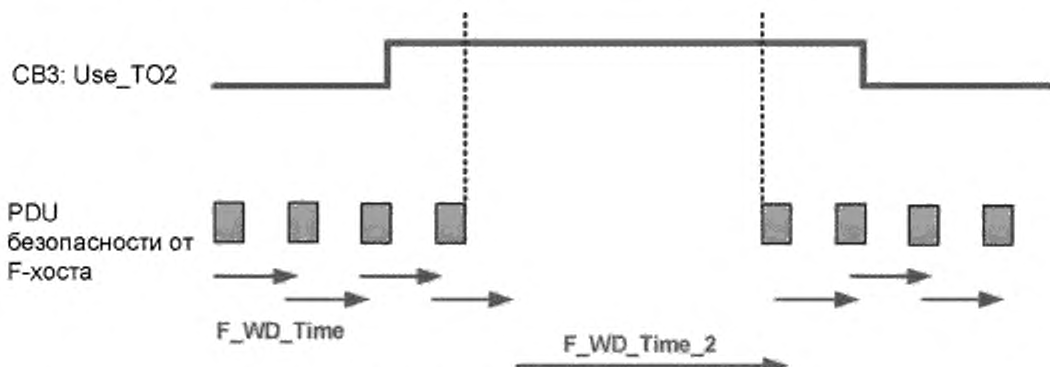 CB3: Use_TO2
PDU
безопасности от
F-хоста
F_WD_Time
F_WD_Time_2